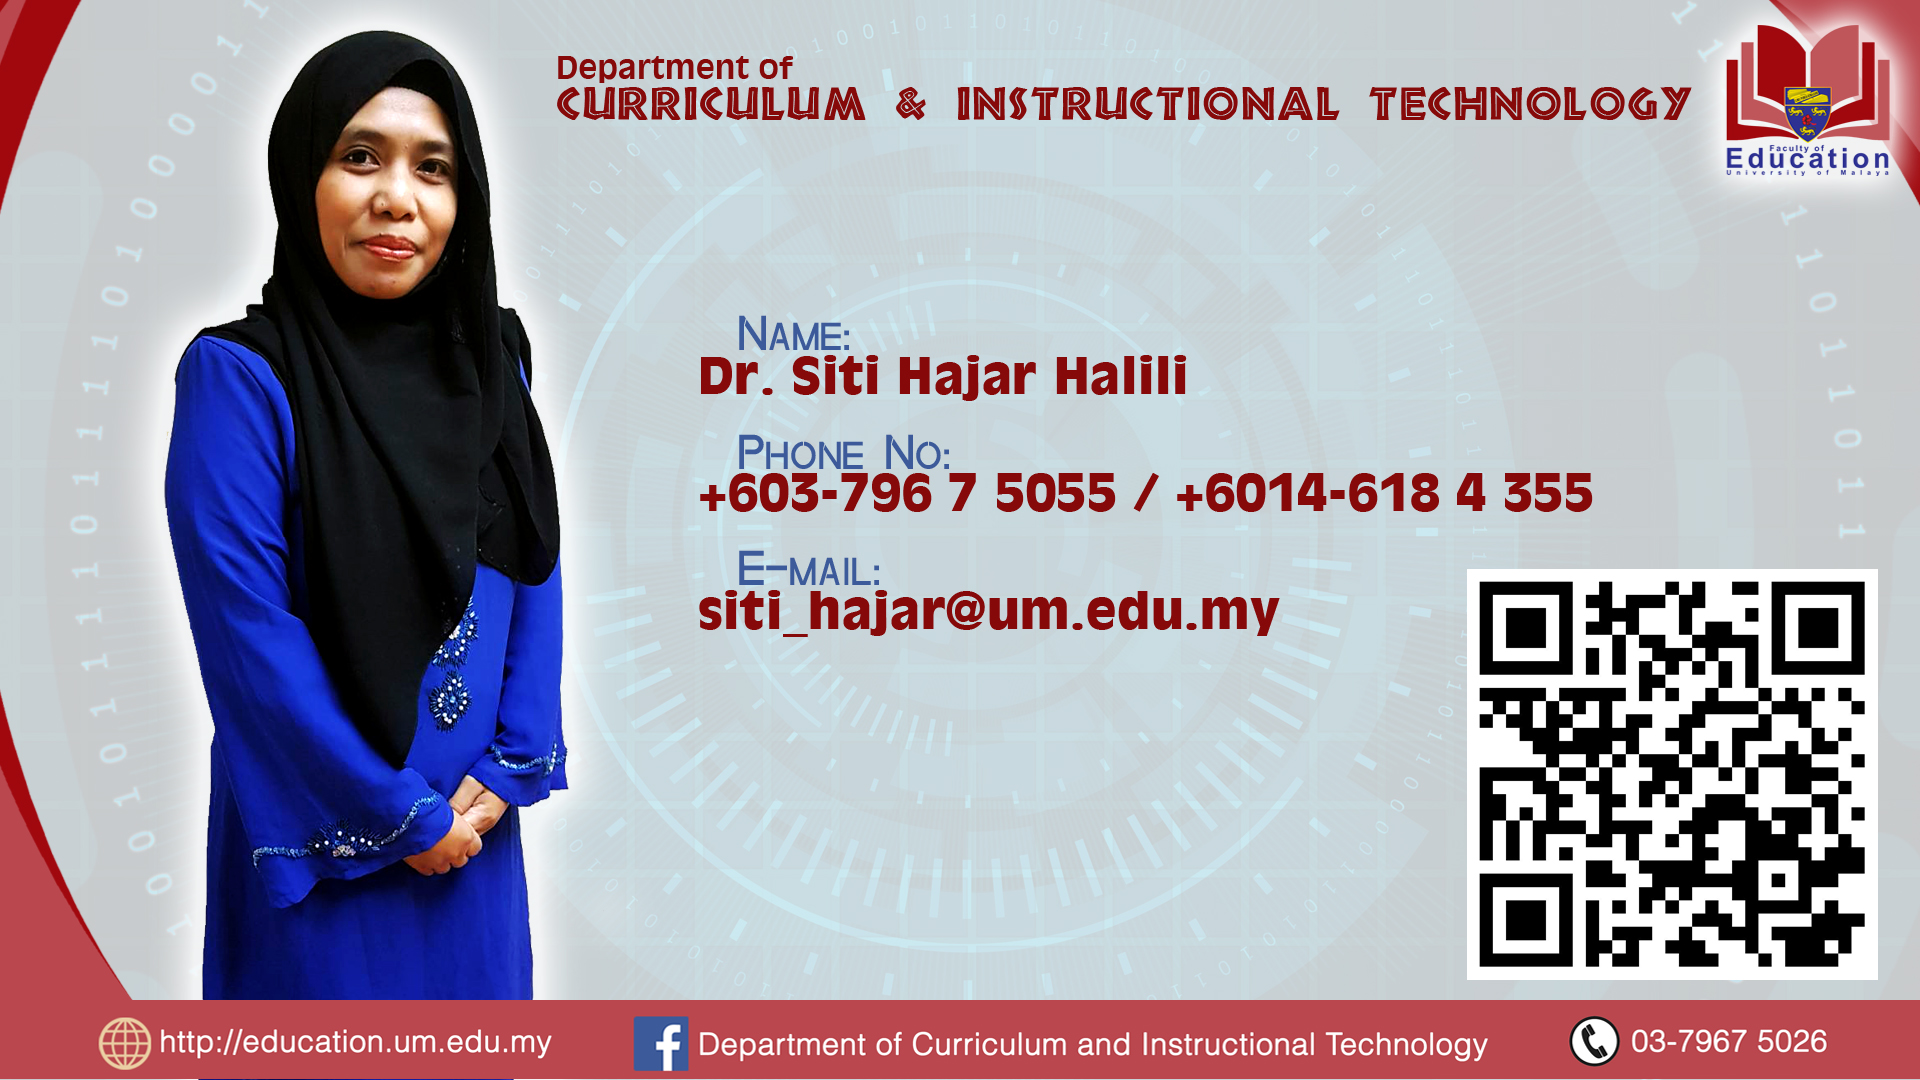 Department of
CURRICULUM & INSTRUCTIONAL TECHNOLOGY
Faculty of
Education
University of Malaya
NAME:
Dr. Siti Hajar Halili
PHONE NO:
+603-796 7 5055 / +6014-618 4 355
E-MAIL:
siti_hajar@um.edu.my
http://education.um.edu.my
Department of Curriculum and Instructional Technology
03-7967 5026